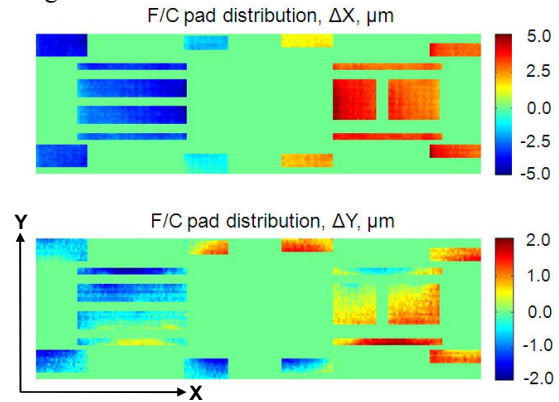 F/C pad distribution, ΔX, µm
5.0
2.5
0.0
-2.5
-5.0
F/C pad distribution, ΔY, µm
Y
2.0
1.0
0.0
-1.0
-2.0
X